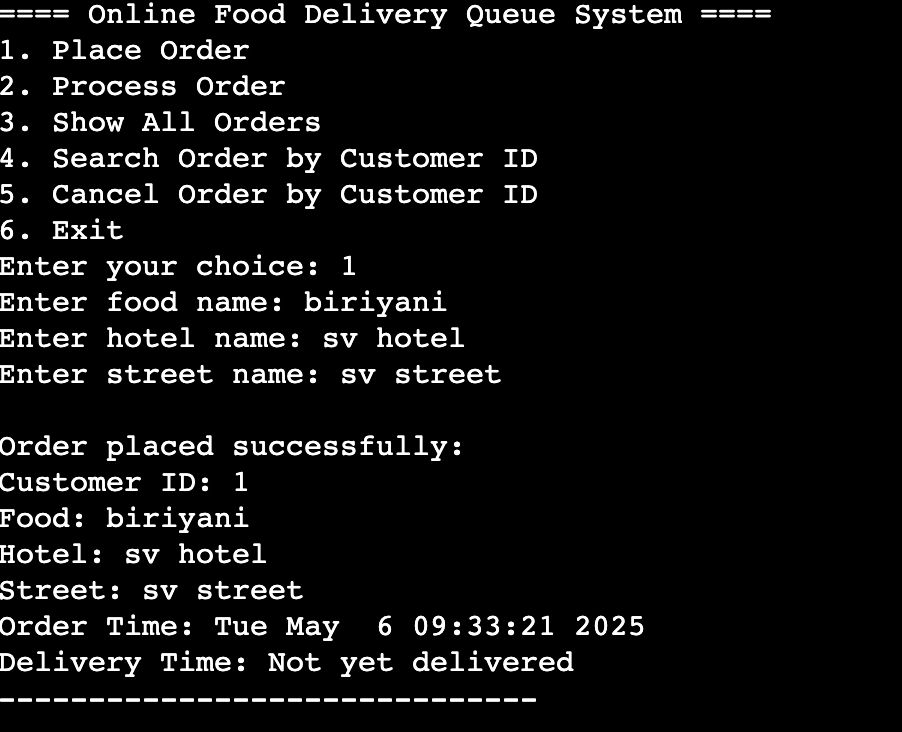 ==== Online Food Delivery Queue System ====
1. Place Order
2. Process Order
3. Show All Orders
4. Search Order by Customer ID
5. Cancel Order by Customer ID
6. Exit
Enter your choice: 1
Enter food name: biriyani
Enter hotel name: sv hotel
Enter street name: sv street

Order placed successfully:
Customer ID: 1
Food: biriyani
Hotel: sv hotel
Street: sv street
Order Time: Tue May  6 09:33:21 2025
Delivery Time: Not yet delivered
------------------------------